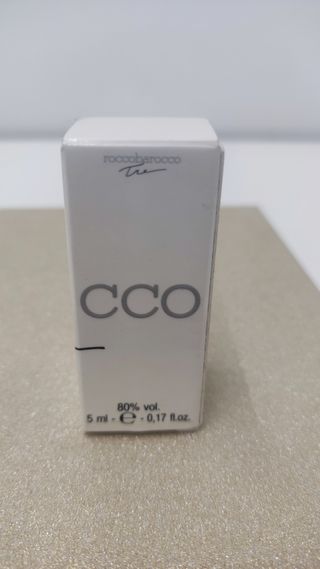 roccobarocco
Tre
CCO
80% vol.
5 ml - ℮ - 0,17 fl.oz.